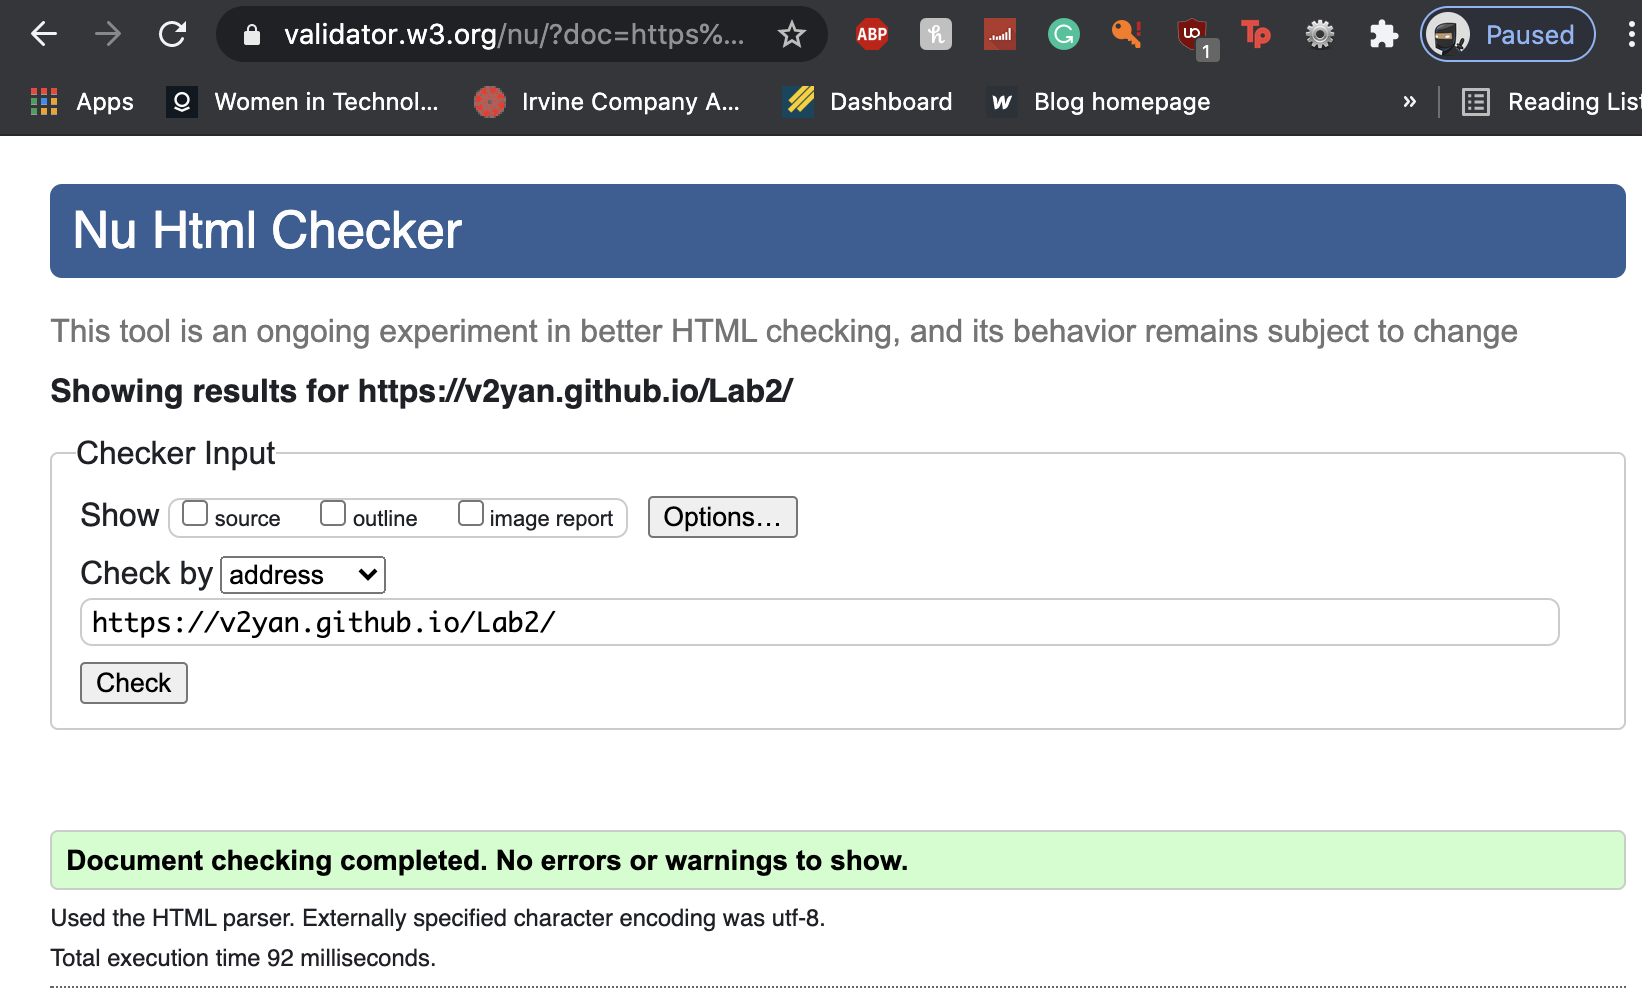 validator.w3.org/nu/?doc=https%... ABP h UO 1 Tp Paused
Apps Women in Technol... Irvine Company A... Dashboard w Blog homepage » Reading List
Nu Html Checker
This tool is an ongoing experiment in better HTML checking, and its behavior remains subject to change
Showing results for https://v2yan.github.io/Lab2/
Checker Input
Show source outline image report Options...
Check by address
https://v2yan.github.io/Lab2/
Check
Document checking completed. No errors or warnings to show.
Used the HTML parser. Externally specified character encoding was utf-8.
Total execution time 92 milliseconds.